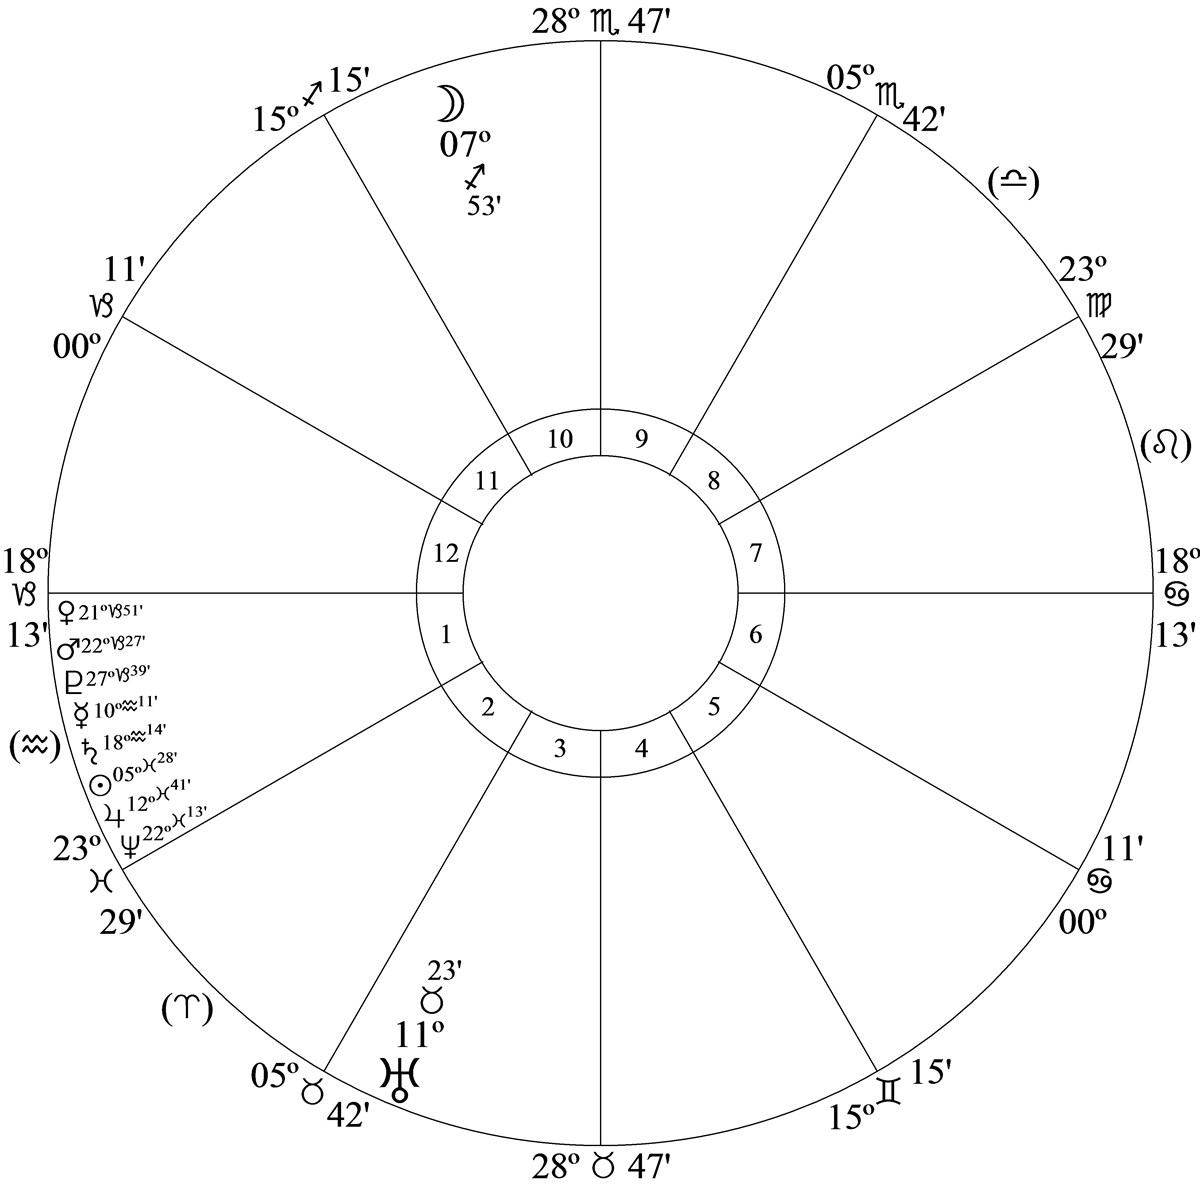 28º ♏ 47'
05º ♏ 42'
(♎)
23º ♍ 29'
(♌)
18º ♋ 13'
11' ♋ 00º
15' ♊ 15º
28º ♉ 47'
05º ♉ 42'
(♈)
23º ♓ 29'
(♒)
18º ♑ 13'
11' ♑ 00º
15º ♐ 15'
☽
07º
♐
53'
♀ 21º♑51'
♂ 22º♑27'
♇ 27º♑39'
☿ 10º♒11'
♄ 18º♒14'
☉ 05º♓28'
♃ 12º♓41'
♆ 22º♓13'
23'
♉
11º
♅
10
9
11
8
12
7
1
6
2
5
3
4